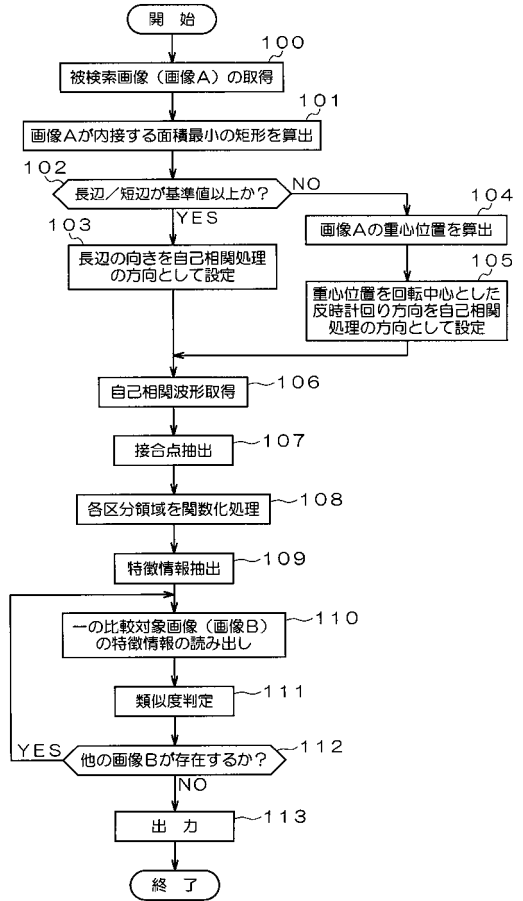 開 始
100
被検索画像（画像A）の取得
101
画像Aが内接する面積最小の矩形を算出
102
長辺／短辺が基準値以上か？
NO
YES
103
長辺の向きを自己相関処理
の方向として設定
104
画像Aの重心位置を算出
105
重心位置を回転中心とした
反時計回り方向を自己相関
処理の方向として設定
自己相関波形取得
106
接合点抽出
107
各区分領域を関数化処理
108
特徴情報抽出
109
一の比較対象画像（画像B）
の特徴情報の読み出し
110
類似度判定
111
YES
他の画像Bが存在するか？
112
NO
出 力
113
終 了